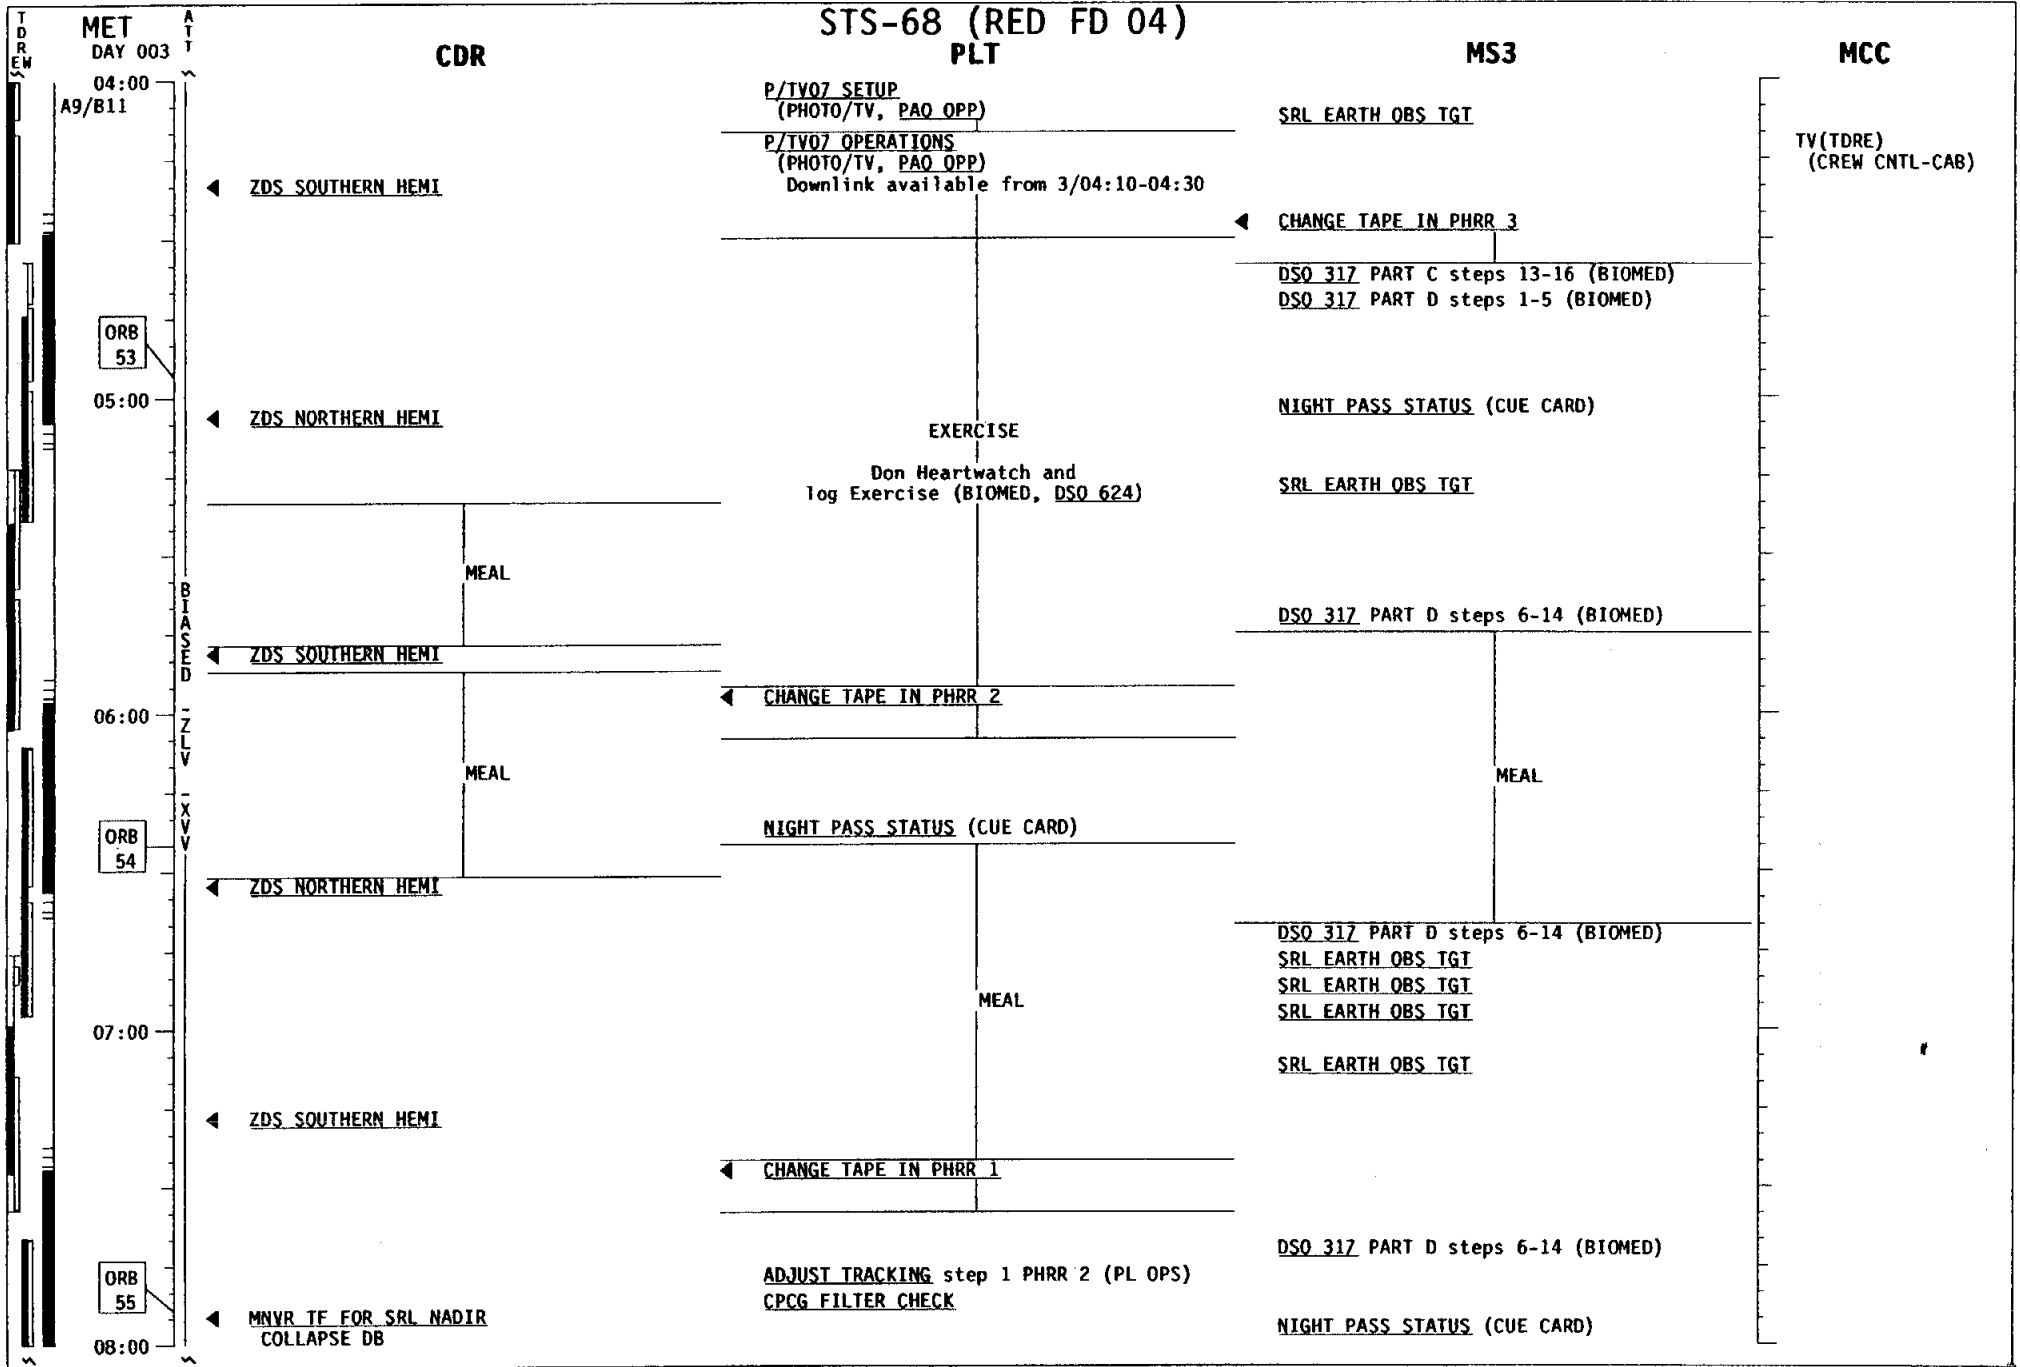 STS-68 (RED FD 04)
TDRE W
MET
DAY 003
ATT
CDR
PLT
MS3
MCC
04:00
A9/B11
P/TV07 SETUP
(PHOTO/TV, PAO OPP)
SRL EARTH OBS TGT
P/TV07 OPERATIONS
(PHOTO/TV, PAO OPP)
Downlink available from 3/04:10-04:30
TV(TDRE)
(CREW CNTL-CAB)
ZDS SOUTHERN HEMI
CHANGE TAPE IN PHRR 3
DSO 317 PART C steps 13-16 (BIOMED)
DSO 317 PART D steps 1-5 (BIOMED)
ORB
53
05:00
ZDS NORTHERN HEMI
NIGHT PASS STATUS (CUE CARD)
EXERCISE
Don Heartwatch and
log Exercise (BIOMED, DSO 624)
SRL EARTH OBS TGT
MEAL
BIASED -ZLV -XVV
DSO 317 PART D steps 6-14 (BIOMED)
ZDS SOUTHERN HEMI
CHANGE TAPE IN PHRR 2
06:00
MEAL
MEAL
ORB
54
NIGHT PASS STATUS (CUE CARD)
ZDS NORTHERN HEMI
DSO 317 PART D steps 6-14 (BIOMED)
SRL EARTH OBS TGT
SRL EARTH OBS TGT
SRL EARTH OBS TGT
MEAL
07:00
SRL EARTH OBS TGT
ZDS SOUTHERN HEMI
CHANGE TAPE IN PHRR 1
DSO 317 PART D steps 6-14 (BIOMED)
ORB
55
ADJUST TRACKING step 1 PHRR 2 (PL OPS)
CPCG FILTER CHECK
MNVR TF FOR SRL NADIR
COLLAPSE DB
NIGHT PASS STATUS (CUE CARD)
08:00